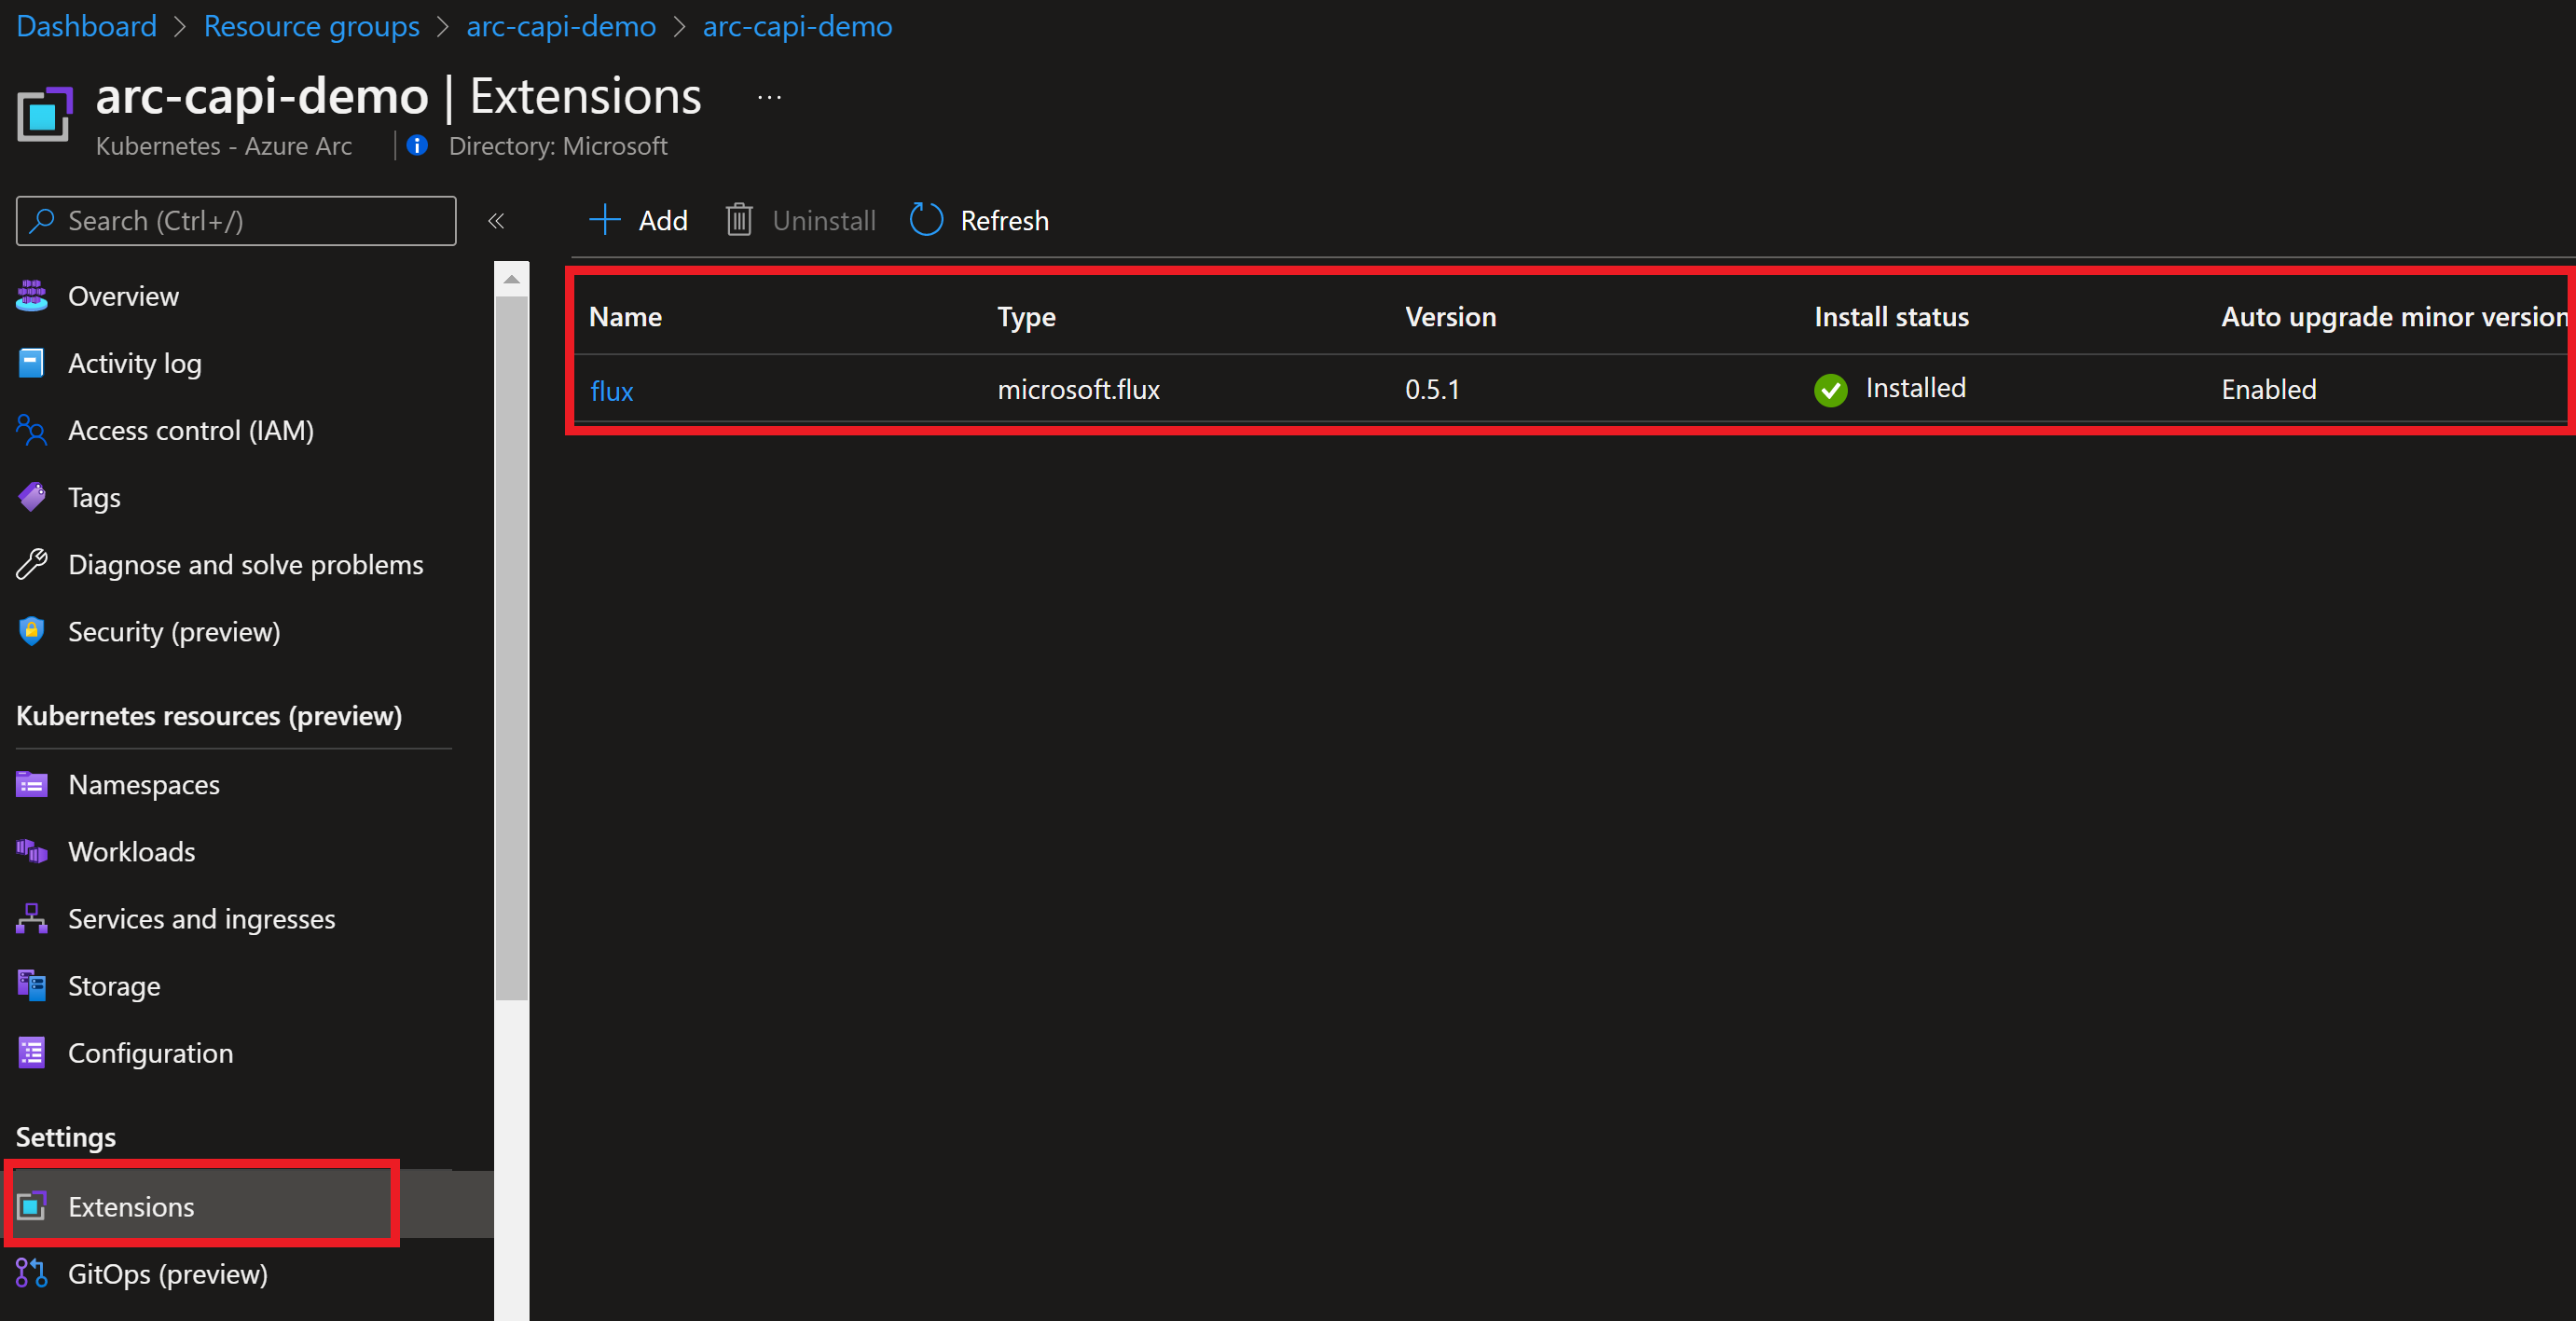 Dashboard > Resource groups > arc-capi-demo > arc-capi-demo
arc-capi-demo | Extensions ...
Kubernetes - Azure Arc | Directory: Microsoft
Search (Ctrl+/) «
Add Uninstall Refresh
Overview
Activity log
Access control (IAM)
Tags
Diagnose and solve problems
Security (preview)
Kubernetes resources (preview)
Namespaces
Workloads
Services and ingresses
Storage
Configuration
Settings
Extensions
GitOps (preview)
Name Type Version Install status Auto upgrade minor version
flux microsoft.flux 0.5.1 Installed Enabled